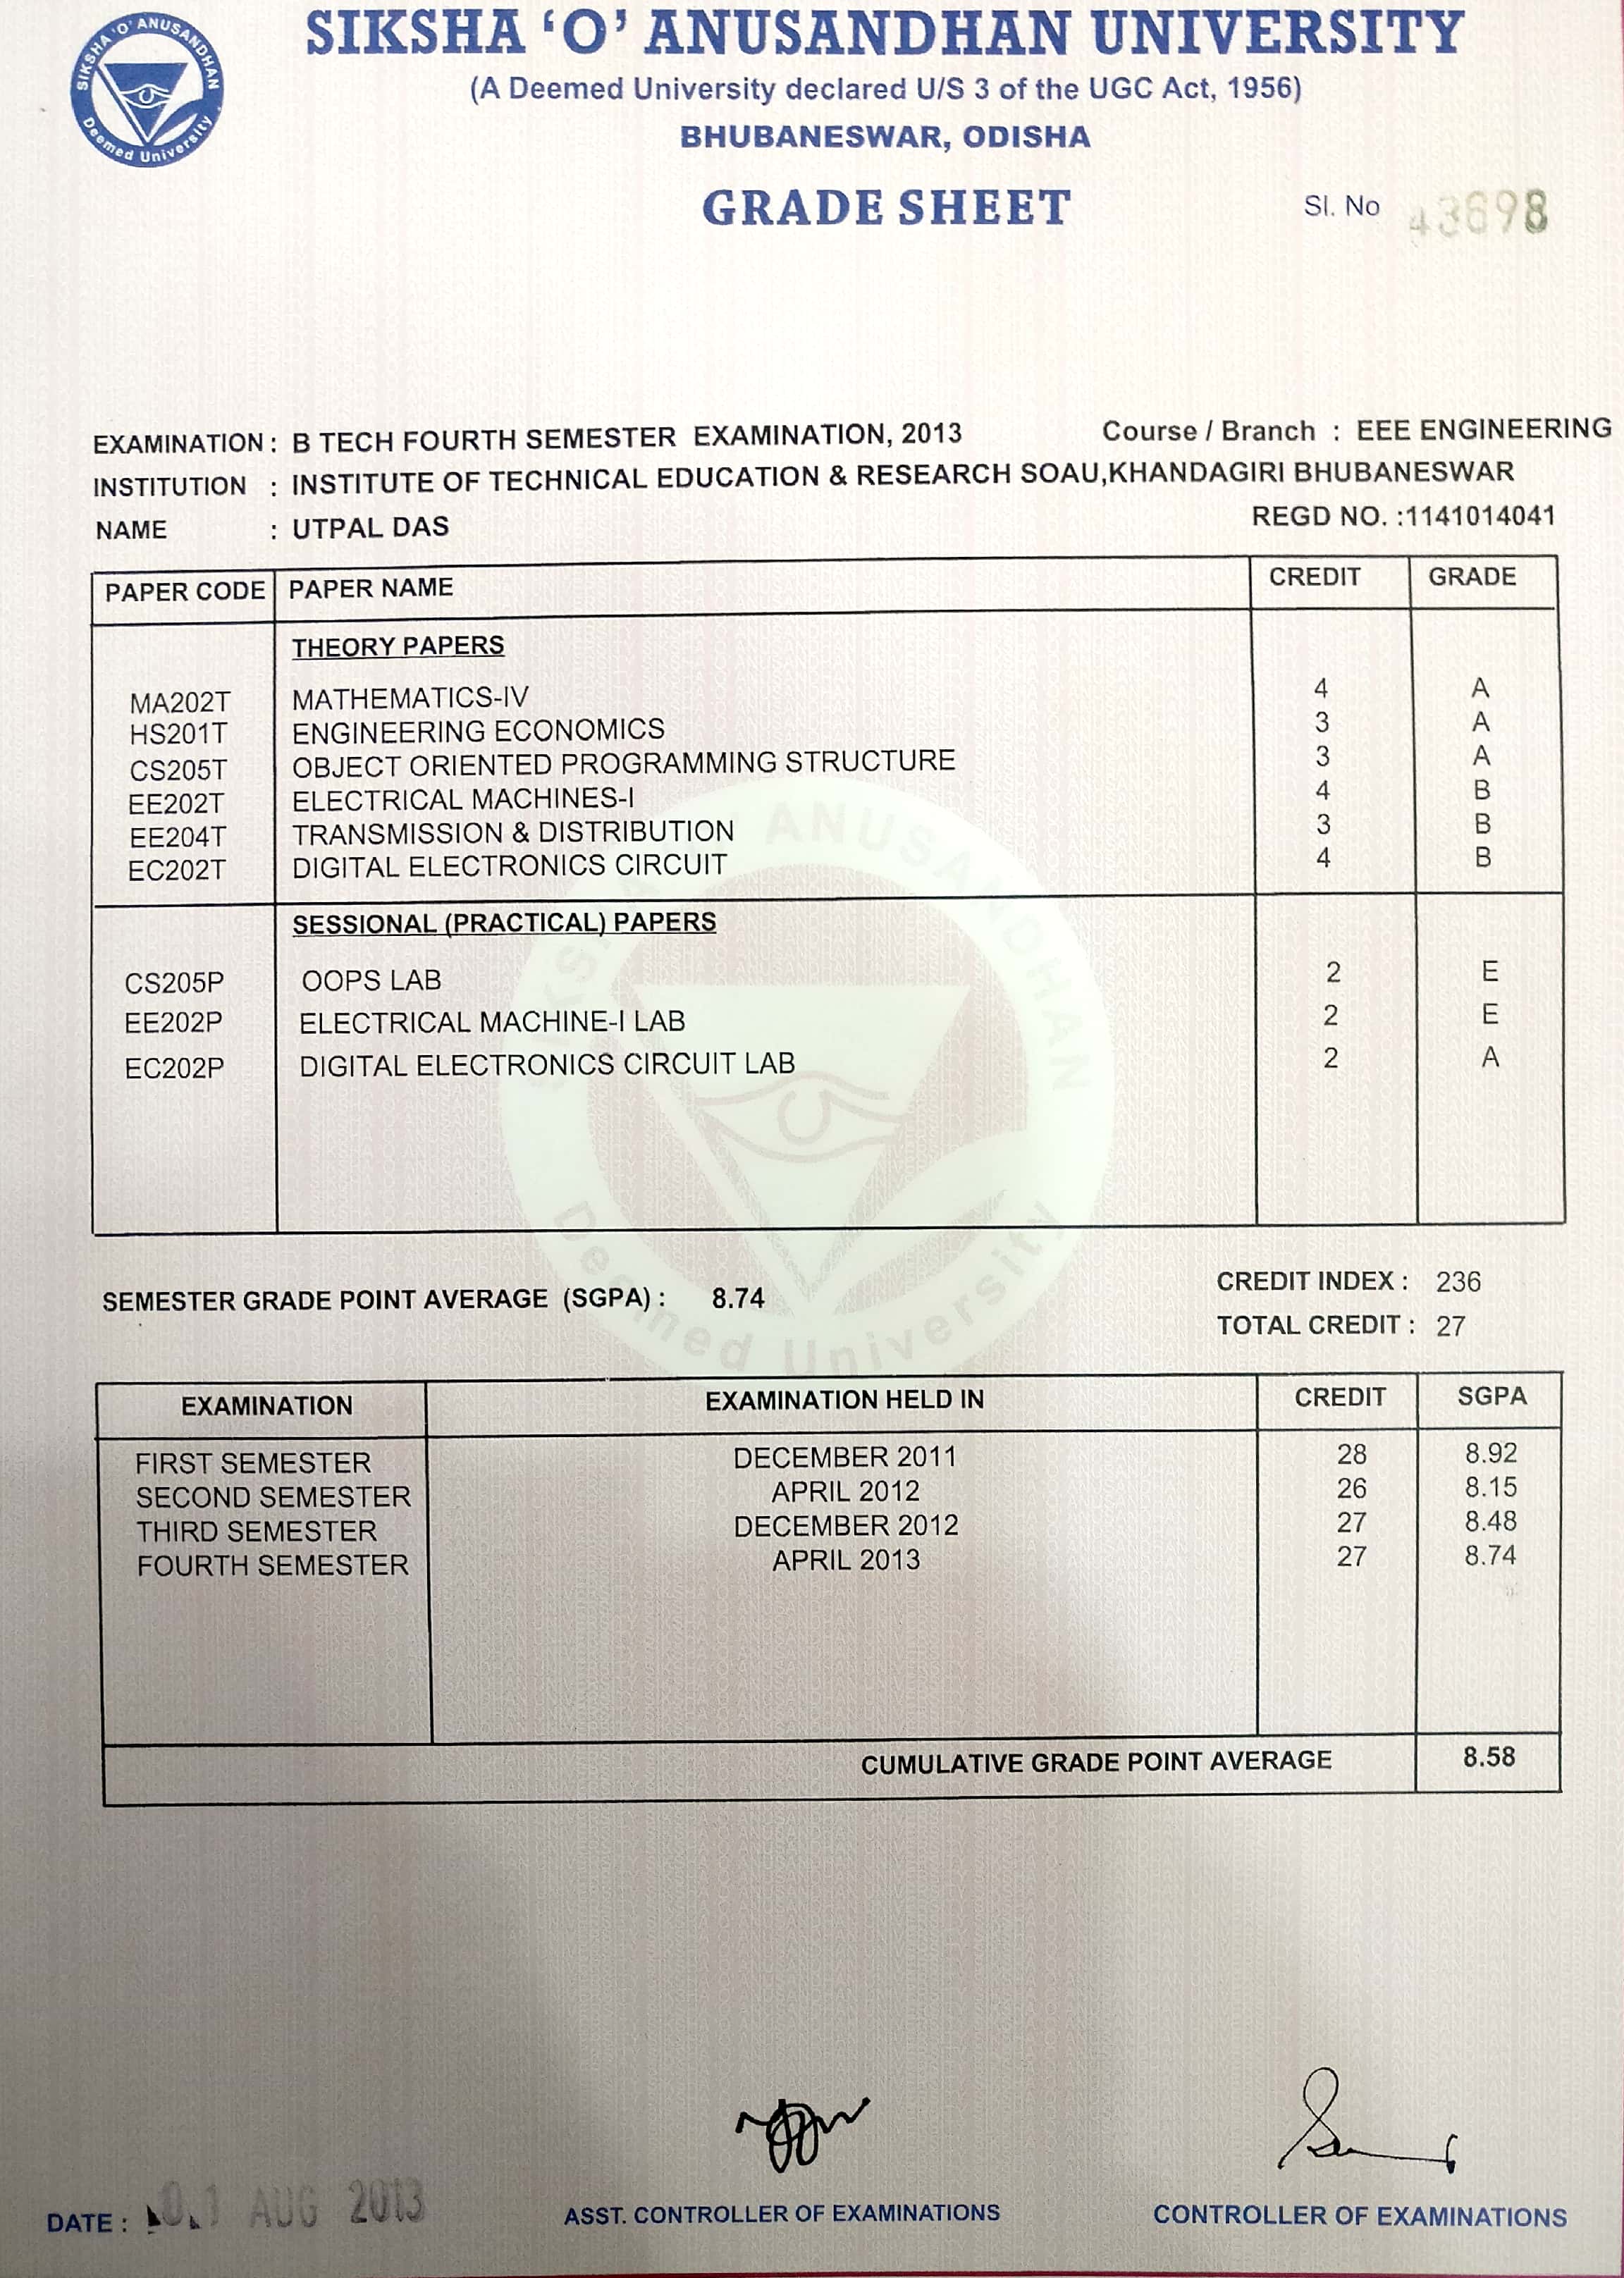 SIKSHA 'O' ANUSANDHAN
Deemed University
SIKSHA ‘O’ ANUSANDHAN UNIVERSITY
(A Deemed University declared U/S 3 of the UGC Act, 1956)
BHUBANESWAR, ODISHA
GRADE SHEET
Sl. No 43698
EXAMINATION : B TECH FOURTH SEMESTER EXAMINATION, 2013 Course / Branch : EEE ENGINEERING
INSTITUTION : INSTITUTE OF TECHNICAL EDUCATION & RESEARCH SOAU,KHANDAGIRI BHUBANESWAR
NAME : UTPAL DAS REGD NO. :1141014041
PAPER CODE PAPER NAME CREDIT GRADE
THEORY PAPERS
MA202T MATHEMATICS-IV 4 A
HS201T ENGINEERING ECONOMICS 3 A
CS205T OBJECT ORIENTED PROGRAMMING STRUCTURE 3 A
EE202T ELECTRICAL MACHINES-I 4 B
EE204T TRANSMISSION & DISTRIBUTION 3 B
EC202T DIGITAL ELECTRONICS CIRCUIT 4 B
SESSIONAL (PRACTICAL) PAPERS
CS205P OOPS LAB 2 E
EE202P ELECTRICAL MACHINE-I LAB 2 E
EC202P DIGITAL ELECTRONICS CIRCUIT LAB 2 A
SIKSHA ANUSANDHAN
Deemed University
SEMESTER GRADE POINT AVERAGE (SGPA) : 8.74 CREDIT INDEX : 236
TOTAL CREDIT : 27
EXAMINATION EXAMINATION HELD IN CREDIT SGPA
FIRST SEMESTER DECEMBER 2011 28 8.92
SECOND SEMESTER APRIL 2012 26 8.15
THIRD SEMESTER DECEMBER 2012 27 8.48
FOURTH SEMESTER APRIL 2013 27 8.74
CUMULATIVE GRADE POINT AVERAGE 8.58
DATE : 01 AUG 2013 ASST. CONTROLLER OF EXAMINATIONS CONTROLLER OF EXAMINATIONS